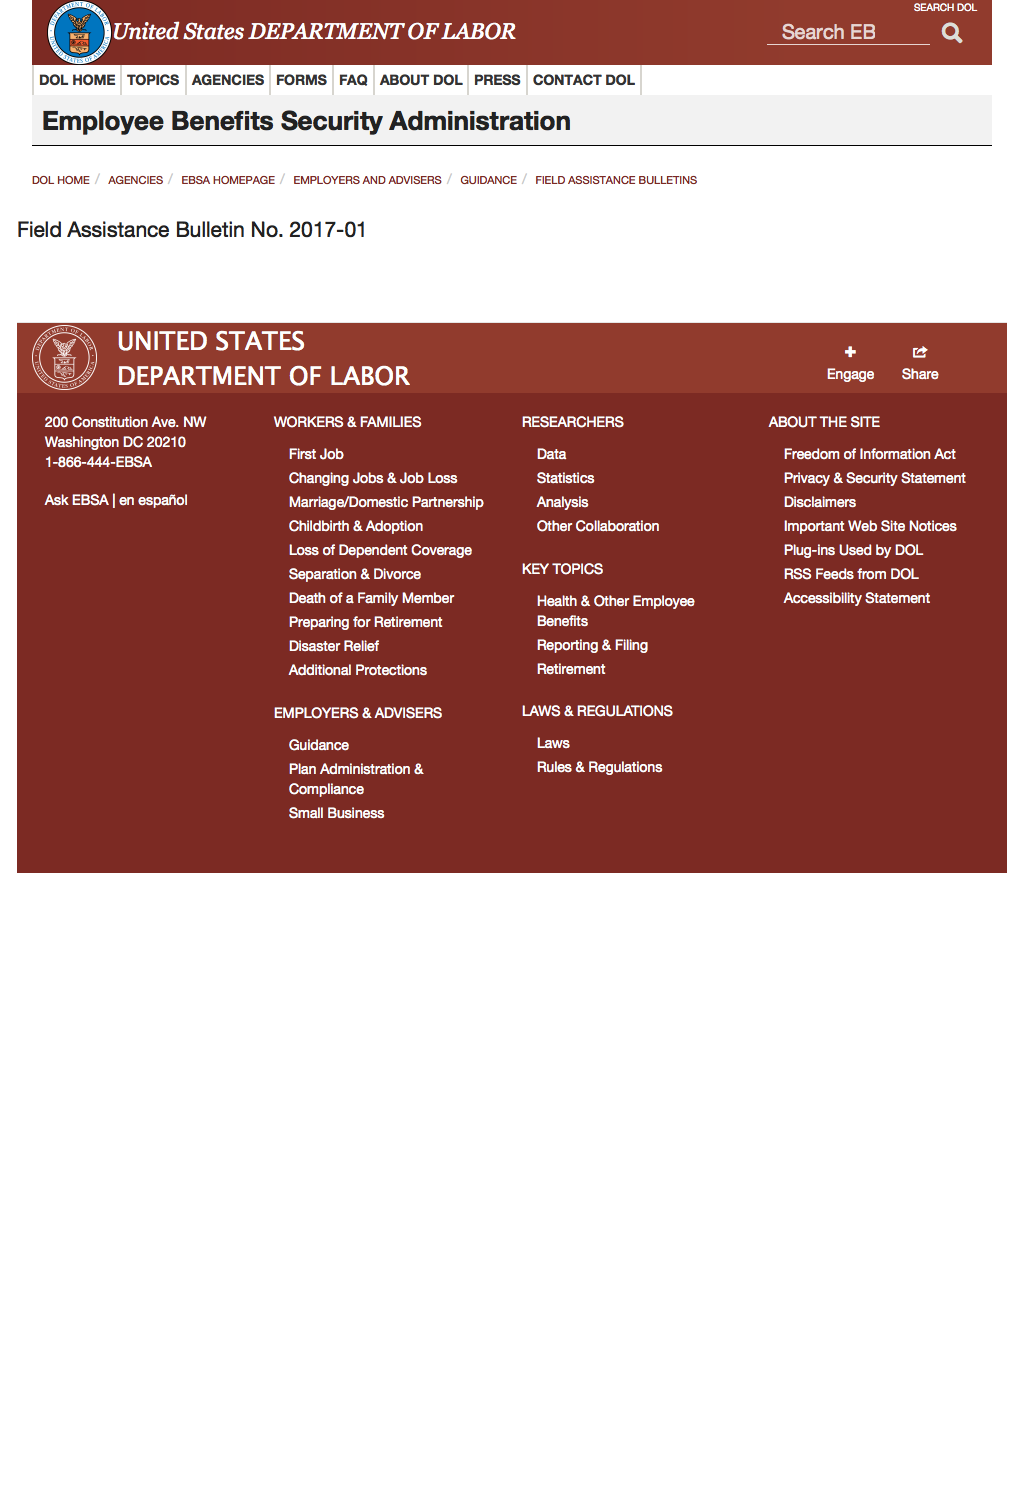 SEARCH DOL
United States DEPARTMENT OF LABOR
Search EB
DOL HOME TOPICS AGENCIES FORMS FAQ ABOUT DOL PRESS CONTACT DOL
Employee Benefits Security Administration
DOL HOME / AGENCIES / EBSA HOMEPAGE / EMPLOYERS AND ADVISERS / GUIDANCE / FIELD ASSISTANCE BULLETINS
Field Assistance Bulletin No. 2017-01
UNITED STATES
DEPARTMENT OF LABOR
Engage
Share
200 Constitution Ave. NW
Washington DC 20210
1-866-444-EBSA
Ask EBSA | en español
WORKERS & FAMILIES
First Job
Changing Jobs & Job Loss
Marriage/Domestic Partnership
Childbirth & Adoption
Loss of Dependent Coverage
Separation & Divorce
Death of a Family Member
Preparing for Retirement
Disaster Relief
Additional Protections
EMPLOYERS & ADVISERS
Guidance
Plan Administration &
Compliance
Small Business
RESEARCHERS
Data
Statistics
Analysis
Other Collaboration
KEY TOPICS
Health & Other Employee
Benefits
Reporting & Filing
Retirement
LAWS & REGULATIONS
Laws
Rules & Regulations
ABOUT THE SITE
Freedom of Information Act
Privacy & Security Statement
Disclaimers
Important Web Site Notices
Plug-ins Used by DOL
RSS Feeds from DOL
Accessibility Statement